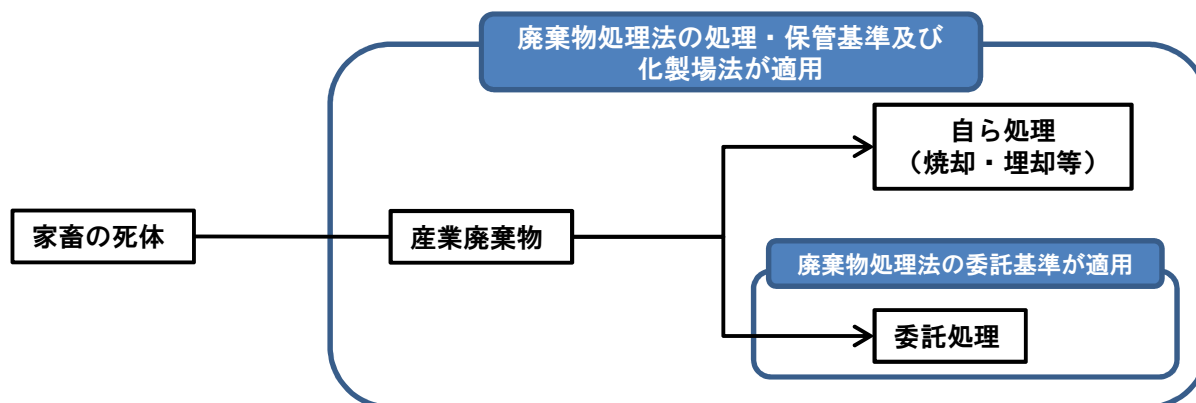 廃棄物処理法の処理・保管基準及び
化製場法が適用
自ら処理
（焼却・埋却等）
家畜の死体
産業廃棄物
廃棄物処理法の委託基準が適用
委託処理